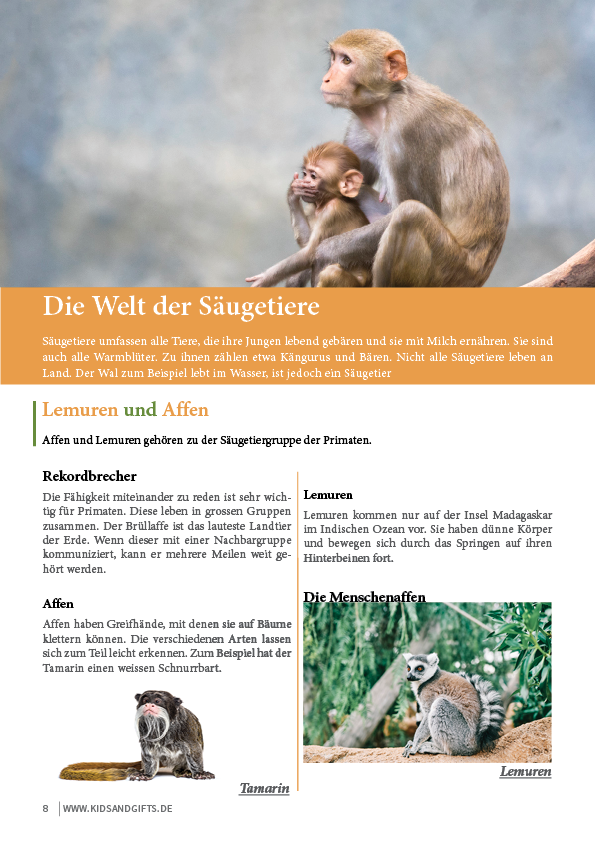 Die Welt der Säugetiere
Säugetiere umfassen alle Tiere, die ihre Jungen lebend gebären und sie mit Milch ernähren. Sie sind
auch alle Warmblüter. Zu ihnen zählen etwa Kängurus und Bären. Nicht alle Säugetiere leben an
Land. Der Wal zum Beispiel lebt im Wasser, ist jedoch ein Säugetier
Lemuren und Affen
Affen und Lemuren gehören zu der Säugetiergruppe der Primaten.
Rekordbrecher
Die Fähigkeit miteinander zu reden ist sehr wich-
tig für Primaten. Diese leben in grossen Gruppen
zusammen. Der Brüllaffe ist das lauteste Landtier
der Erde. Wenn dieser mit einer Nachbargruppe
kommuniziert, kann er mehrere Meilen weit ge-
hört werden.
Affen
Affen haben Greifhände, mit denen sie auf Bäume
klettern können. Die verschiedenen Arten lassen
sich zum Teil leicht erkennen. Zum Beispiel hat der
Tamarin einen weissen Schnurrbart.
Tamarin
Lemuren
Lemuren kommen nur auf der Insel Madagaskar
im Indischen Ozean vor. Sie haben dünne Körper
und bewegen sich durch das Springen auf ihren
Hinterbeinen fort.
Die Menschenaffen
Lemuren
8 WWW.KIDSANDGIFTS.DE